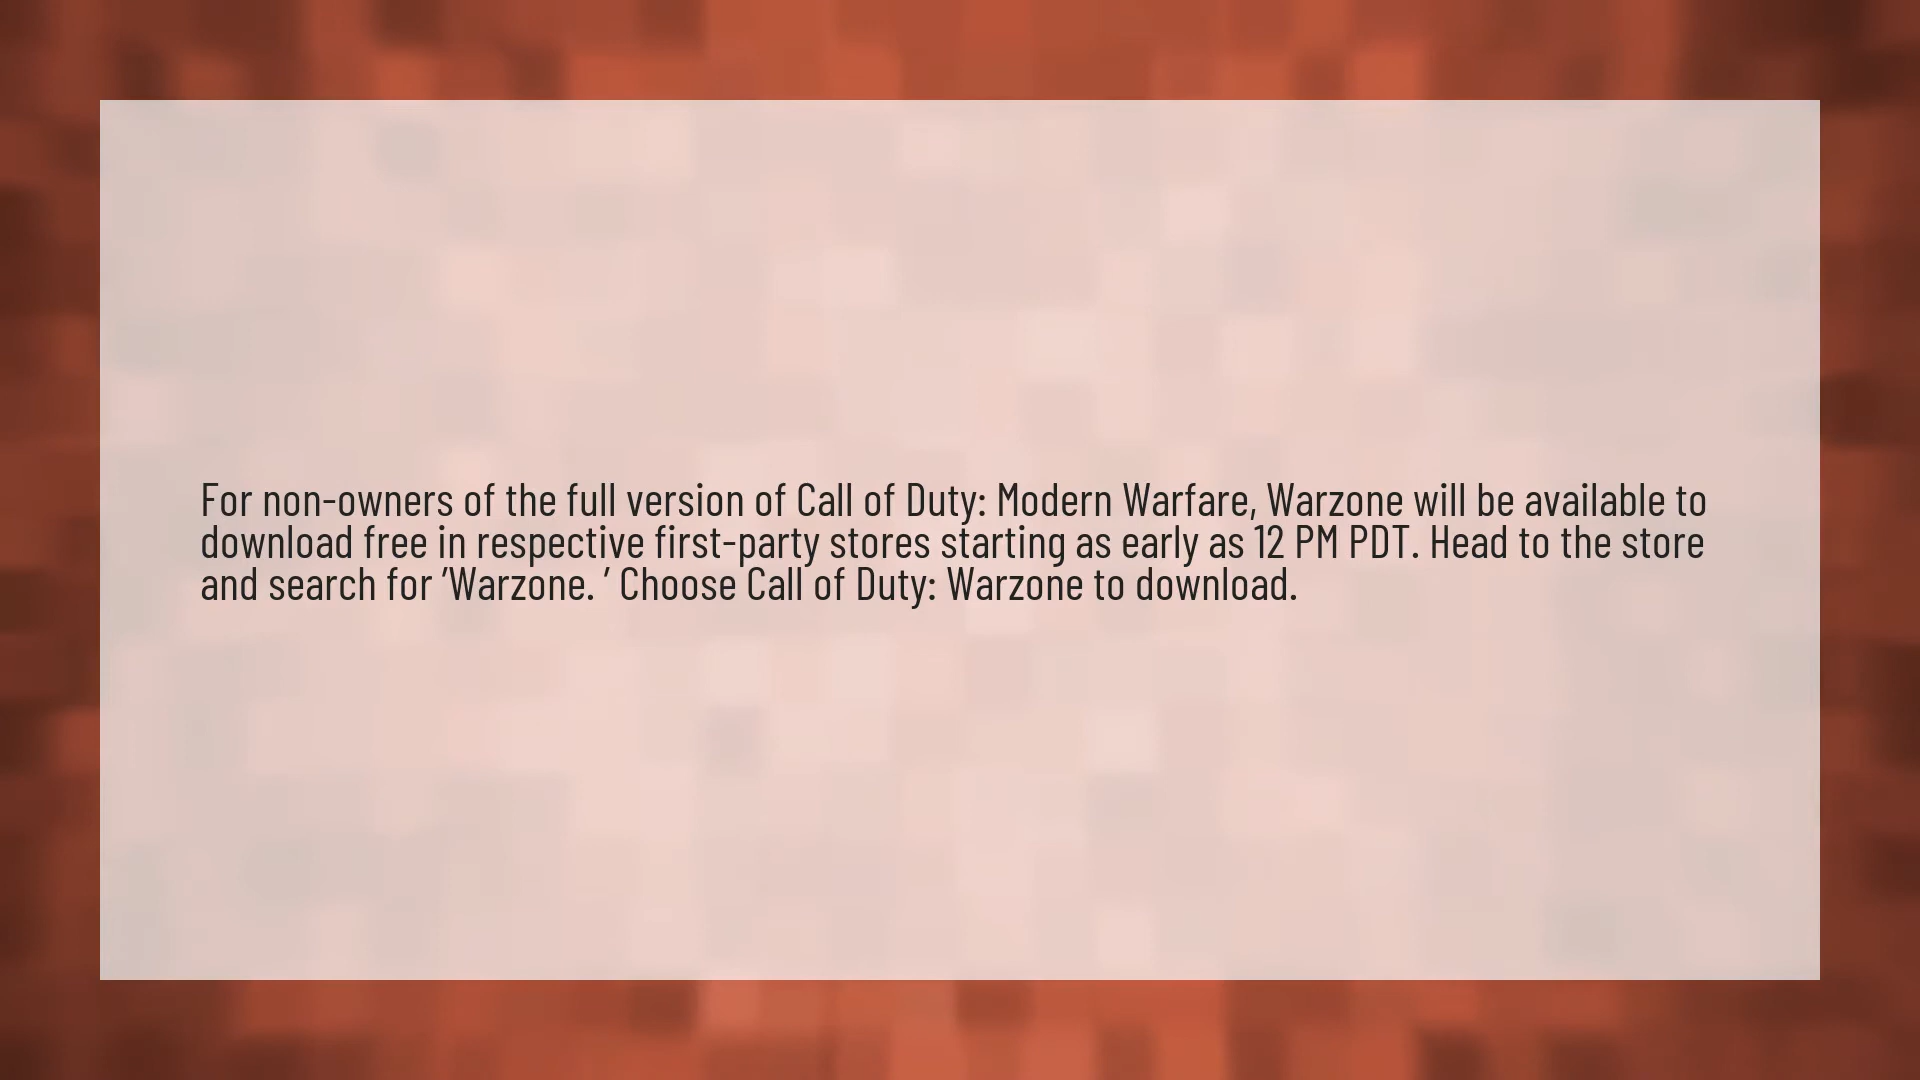 For non-owners of the full version of Call of Duty: Modern Warfare, Warzone will be available to
download free in respective first-party stores starting as early as 12 PM PDT. Head to the store
and search for ’Warzone. ’ Choose Call of Duty: Warzone to download.